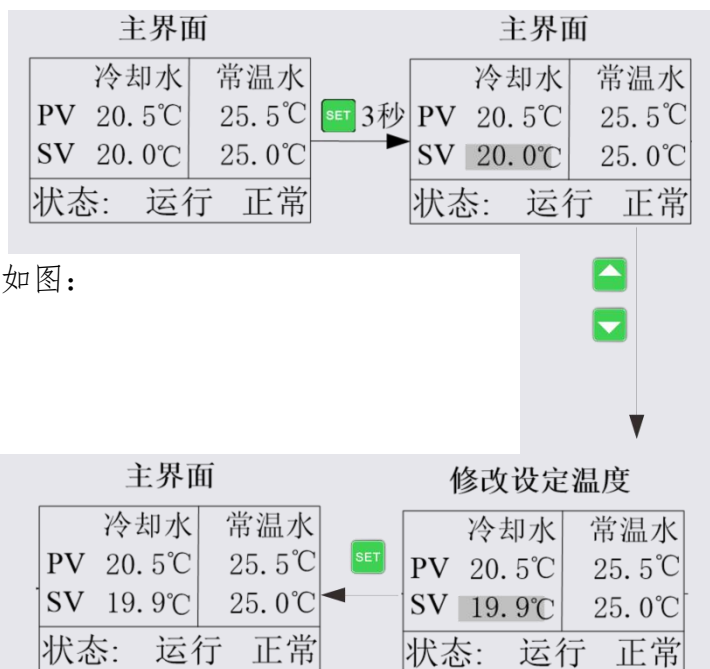 主界面
冷却水 常温水
PV 20.5℃ 25.5℃
SV 20.0℃ 25.0℃
状态: 运行 正常
SET 3秒
主界面
冷却水 常温水
PV 20.5℃ 25.5℃
SV 20.0℃ 25.0℃
状态: 运行 正常
如图：
修改设定温度
冷却水 常温水
PV 20.5℃ 25.5℃
SV 19.9℃ 25.0℃
状态: 运行 正常
SET
主界面
冷却水 常温水
PV 20.5℃ 25.5℃
SV 19.9℃ 25.0℃
状态: 运行 正常